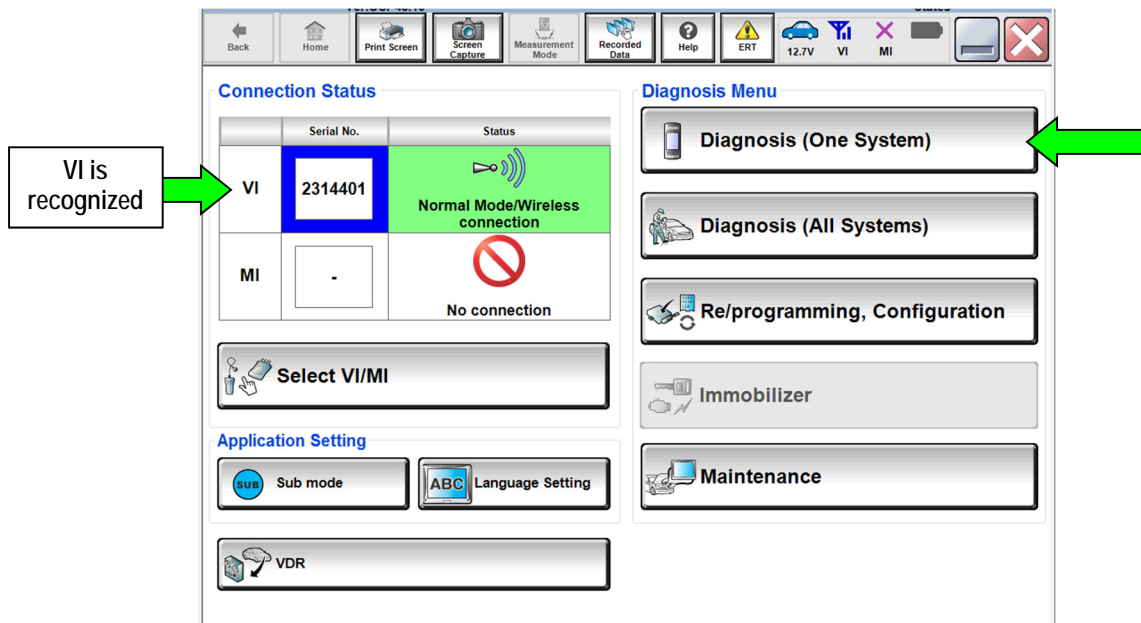 Back
Home
Print Screen
Screen
Capture
Measurement
Mode
Recorded
Data
Help
ERT
12.7V
VI
MI
Connection Status
Serial No.
Status
VI
2314401
Normal Mode/Wireless
connection
MI
-
No connection
Select VI/MI
Application Setting
SUB
Sub mode
ABC
Language Setting
VDR
Diagnosis Menu
Diagnosis (One System)
Diagnosis (All Systems)
Re/programming, Configuration
Immobilizer
Maintenance
VI is
recognized